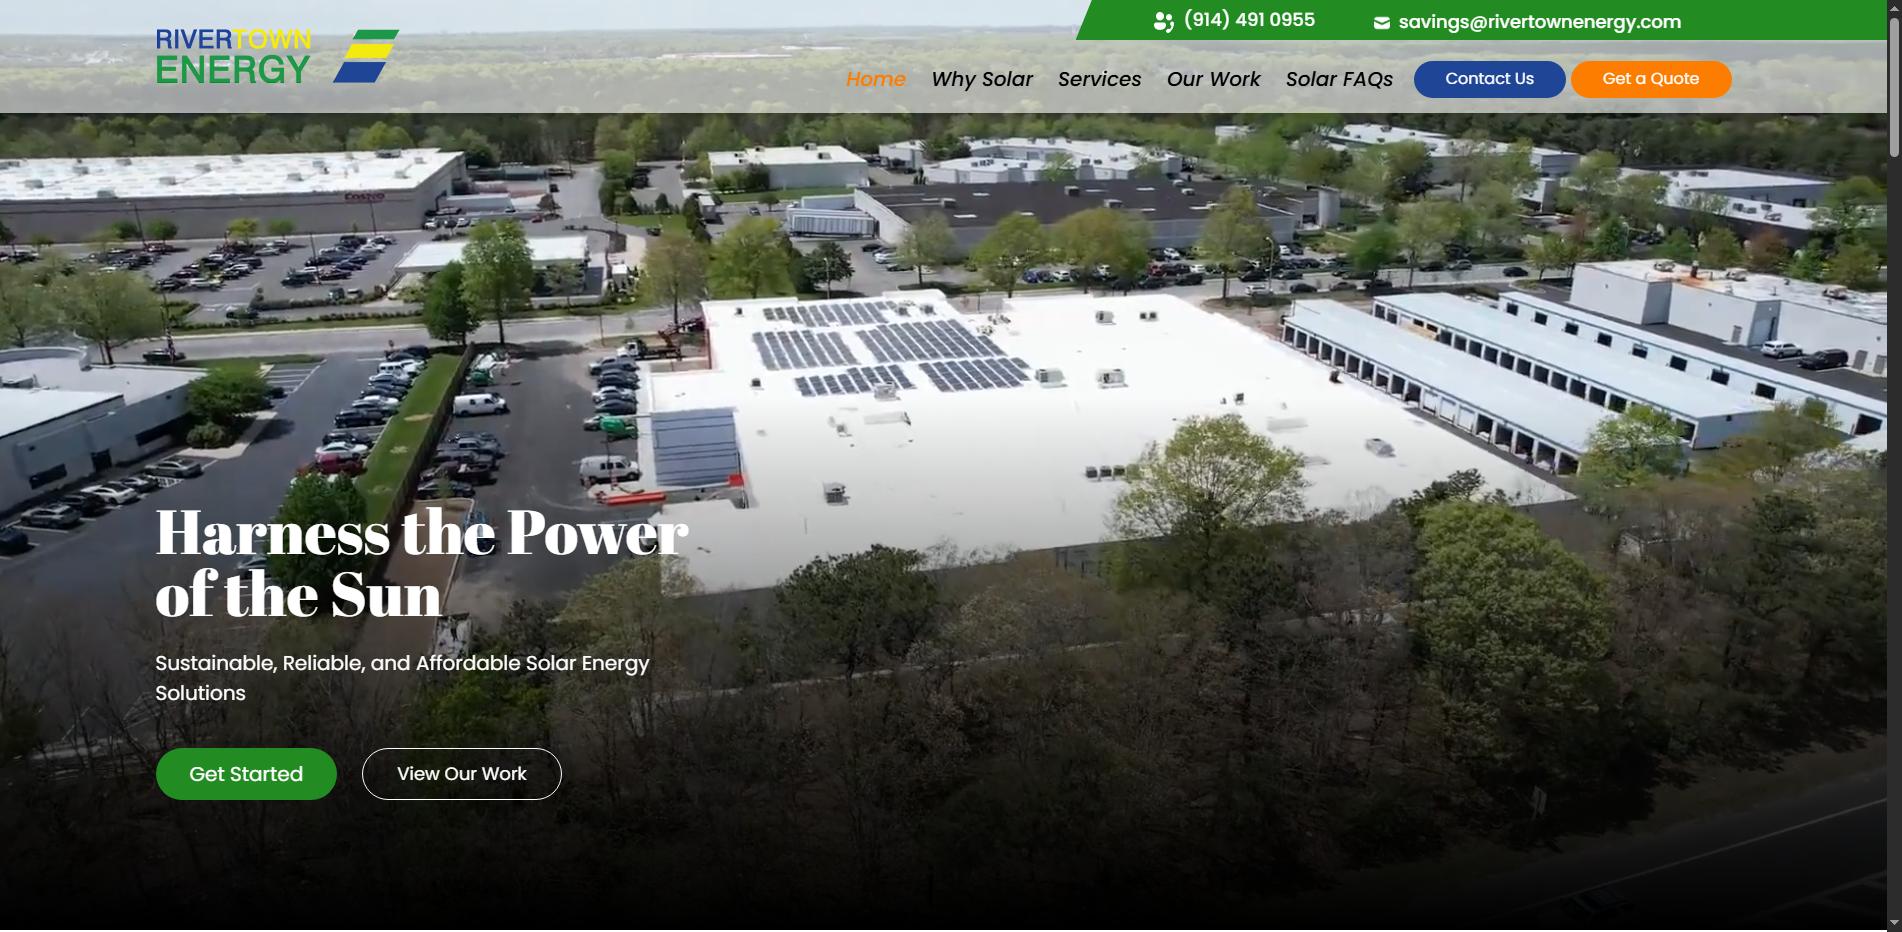 (914) 491 0955
savings@rivertownenergy.com
RIVERTOWN
ENERGY
Home
Why Solar
Services
Our Work
Solar FAQs
Contact Us
Get a Quote
Costco
Harness the Power
of the Sun
Sustainable, Reliable, and Affordable Solar Energy
Solutions
Get Started
View Our Work